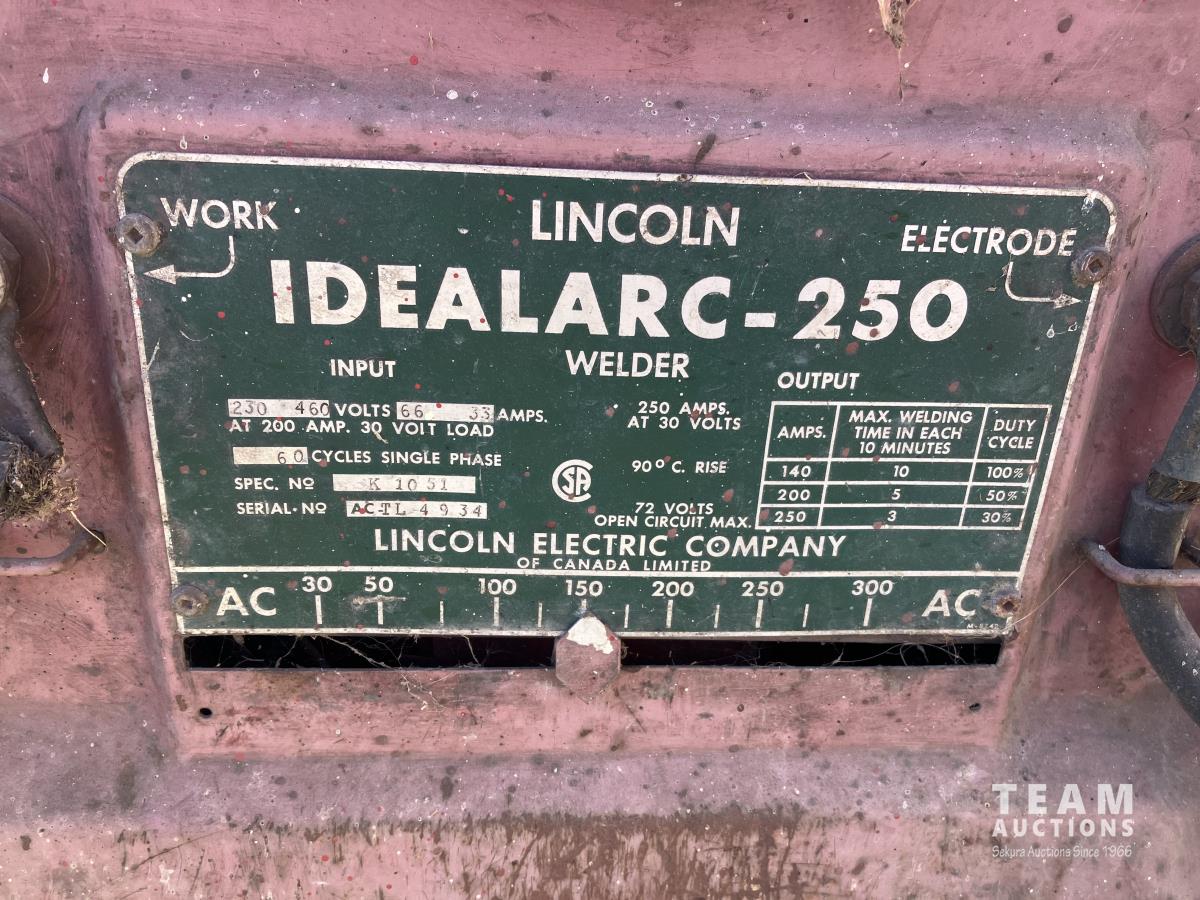 WORK
LINCOLN
ELECTRODE
IDEALARC-250
WELDER
INPUT
230 460 VOLTS 66 33 AMPS.
AT 200 AMP. 30 VOLT LOAD
60 CYCLES SINGLE PHASE
SPEC. NO K 1051
SERIAL. NO AC-TL-4934
250 AMPS.
AT 30 VOLTS
90° C. RISE
SA
72 VOLTS
OPEN CIRCUIT MAX.
OUTPUT
AMPS. MAX. WELDING TIME IN EACH 10 MINUTES DUTY CYCLE
140 10 100%
200 5 50%
250 3 30%
LINCOLN ELECTRIC COMPANY
OF CANADA LIMITED
AC 30 50 100 150 200 250 300 AC
TEAM
AUCTIONS
Sekura Auctions Since 1966